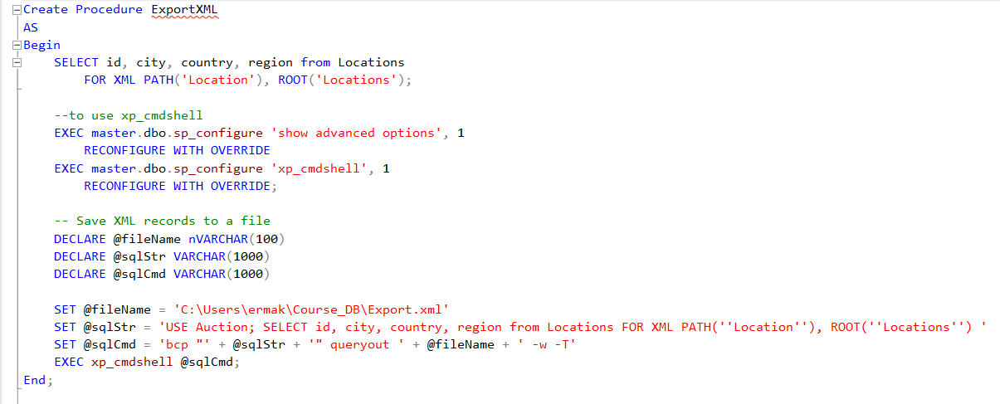 Create Procedure ExportXML
AS
Begin
SELECT id, city, country, region from Locations
FOR XML PATH('Location'), ROOT('Locations');
--to use xp_cmdshell
EXEC master.dbo.sp_configure 'show advanced options', 1
RECONFIGURE WITH OVERRIDE
EXEC master.dbo.sp_configure 'xp_cmdshell', 1
RECONFIGURE WITH OVERRIDE;
-- Save XML records to a file
DECLARE @fileName nVARCHAR(100)
DECLARE @sqlStr VARCHAR(1000)
DECLARE @sqlCmd VARCHAR(1000)
SET @fileName = 'C:\Users\ermak\Course_DB\Export.xml'
SET @sqlStr = 'USE Auction; SELECT id, city, country, region from Locations FOR XML PATH(''Location''), ROOT(''Locations'') '
SET @sqlCmd = 'bcp "' + @sqlStr + '" queryout ' + @fileName + ' -w -T'
EXEC xp_cmdshell @sqlCmd;
End;